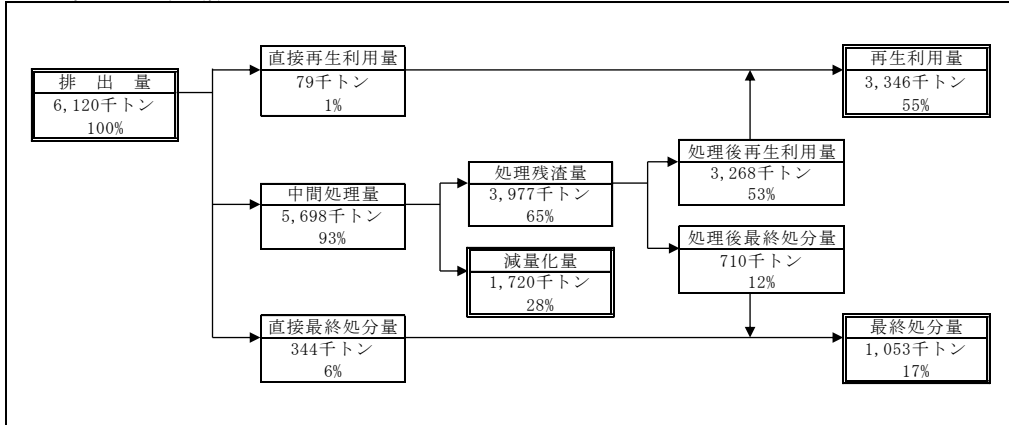 排　出　量
6,120千トン
100%
直接再生利用量
79千トン
1%
中間処理量
5,698千トン
93%
直接最終処分量
344千トン
6%
処理残渣量
3,977千トン
65%
減量化量
1,720千トン
28%
処理後再生利用量
3,268千トン
53%
処理後最終処分量
710千トン
12%
再生利用量
3,346千トン
55%
最終処分量
1,053千トン
17%